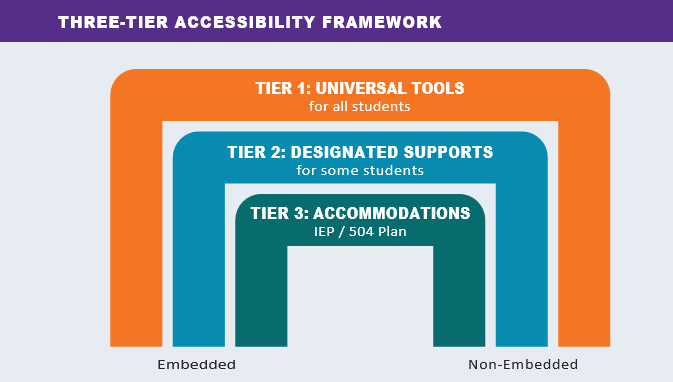 THREE-TIER ACCESSIBILITY FRAMEWORK
TIER 1: UNIVERSAL TOOLS
for all students
TIER 2: DESIGNATED SUPPORTS
for some students
TIER 3: ACCOMMODATIONS
IEP / 504 Plan
Embedded
Non-Embedded